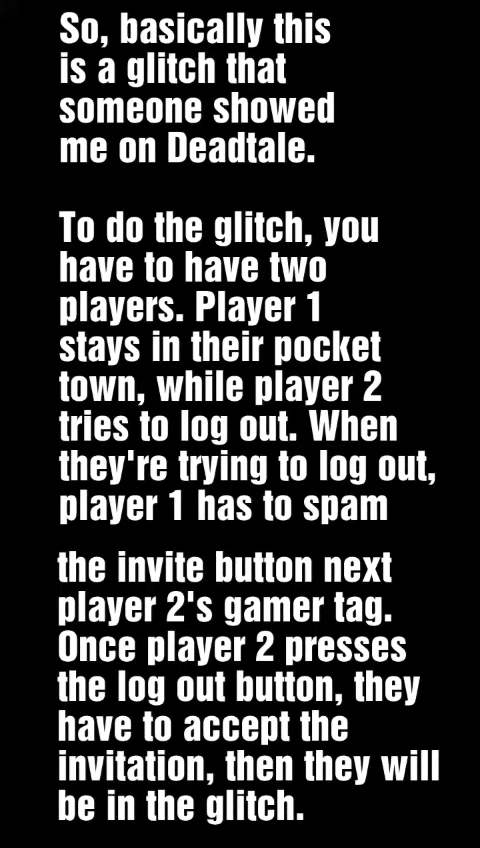 So, basically this
is a glitch that
someone showed
me on Deadtale.
To do the glitch, you
have to have two
players. Player 1
stays in their pocket
town, while player 2
tries to log out. When
they're trying to log out,
player 1 has to spam
the invite button next
player 2's gamer tag.
Once player 2 presses
the log out button, they
have to accept the
invitation, then they will
be in the glitch.